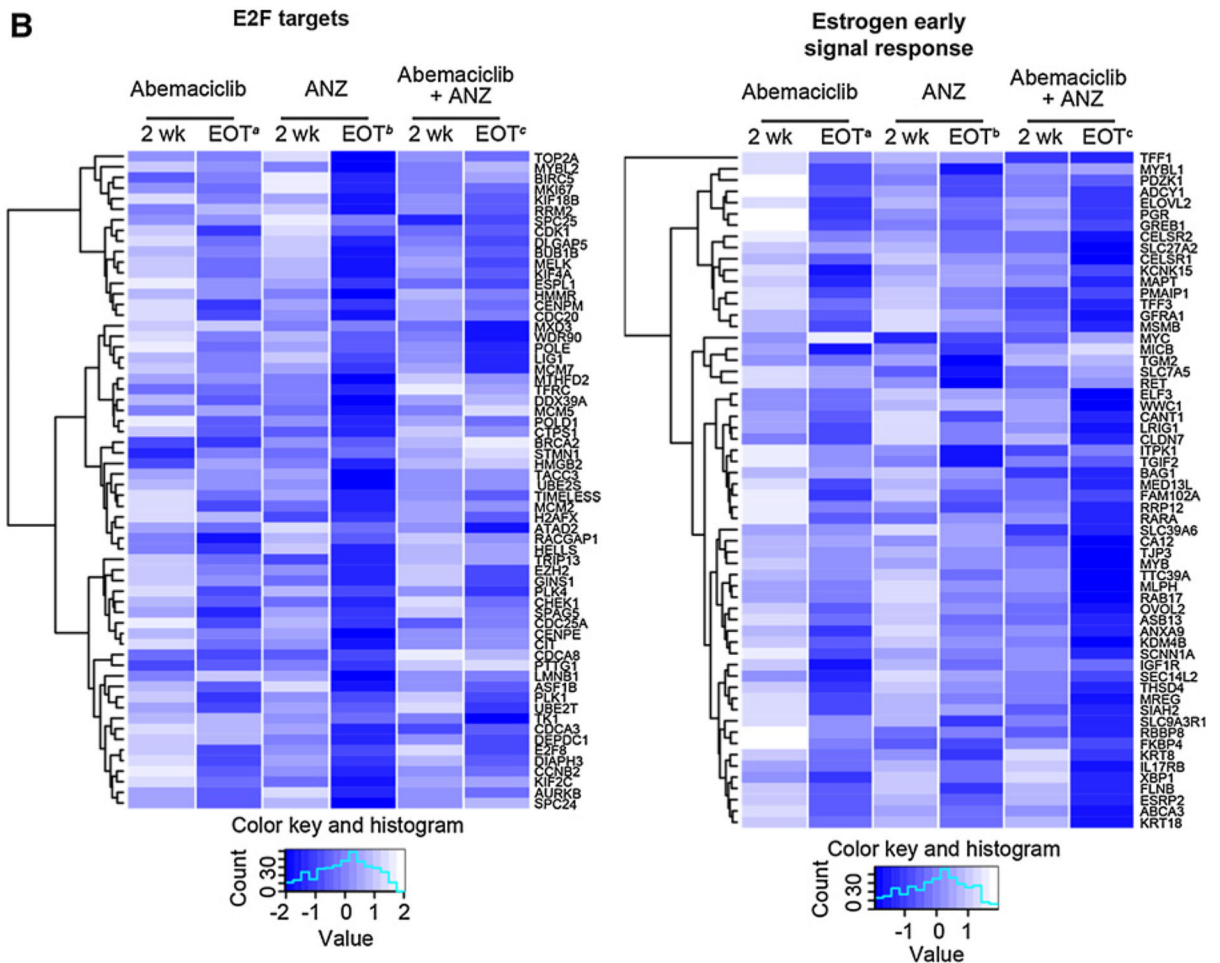 B
E2F targets
Abemaciclib
ANZ
Abemaciclib
+ ANZ
2 wk EOTa 2 wk EOTb 2 wk EOTc
TOP2A
MYBL2
BIRC5
MKI67
KIF18B
RRM2
SPC25
CDK1
DLGAP5
BUB1B
MELK
KIF4A
ESPL1
HMMR
CENPM
CDC20
MXD3
WDR90
POLE
LIG1
MCM7
MTHFD2
TFRC
DDX39A
MCM5
POLD1
CTPS1
BRCA2
STMN1
HMGB2
TACC3
UBE2S
TIMELESS
MCM2
H2AFX
ATAD2
RACGAP1
HELLS
TRIP13
EZH2
GINS1
PLK4
CHEK1
SPAG5
CDC25A
CENPE
CIT
CDCA8
PTTG1
LMNB1
ASF1B
PLK1
UBE2T
TK1
CDCA3
DEPDC1
E2F8
DIAPH3
CCNB2
KIF2C
AURKB
SPC24
Color key and histogram
Count
0 30
-2 -1 0 1 2
Value
Estrogen early
signal response
Abemaciclib
ANZ
Abemaciclib
+ ANZ
2 wk EOTa 2 wk EOTb 2 wk EOTc
TFF1
MYBL1
PDZK1
ADCY1
ELOVL2
PGR
GREB1
CELSR2
SLC27A2
CELSR1
KCNK15
MAPT
PMAIP1
TFF3
GFRA1
MSMB
MYC
MICB
TGM2
SLC7A5
RET
ELF3
WWC1
CANT1
LRIG1
CLDN7
ITPK1
TGIF2
BAG1
MED13L
FAM102A
RRP12
RARA
SLC39A6
CA12
TJP3
MYB
TTC39A
MLPH
RAB17
OVOL2
ASB13
ANXA9
KDM4B
SCNN1A
IGF1R
SEC14L2
THSD4
MREG
SIAH2
SLC9A3R1
RBBP8
FKBP4
KRT8
IL17RB
XBP1
FLNB
ESRP2
ABCA3
KRT18
Color key and histogram
Count
0 30
-1 0 1
Value